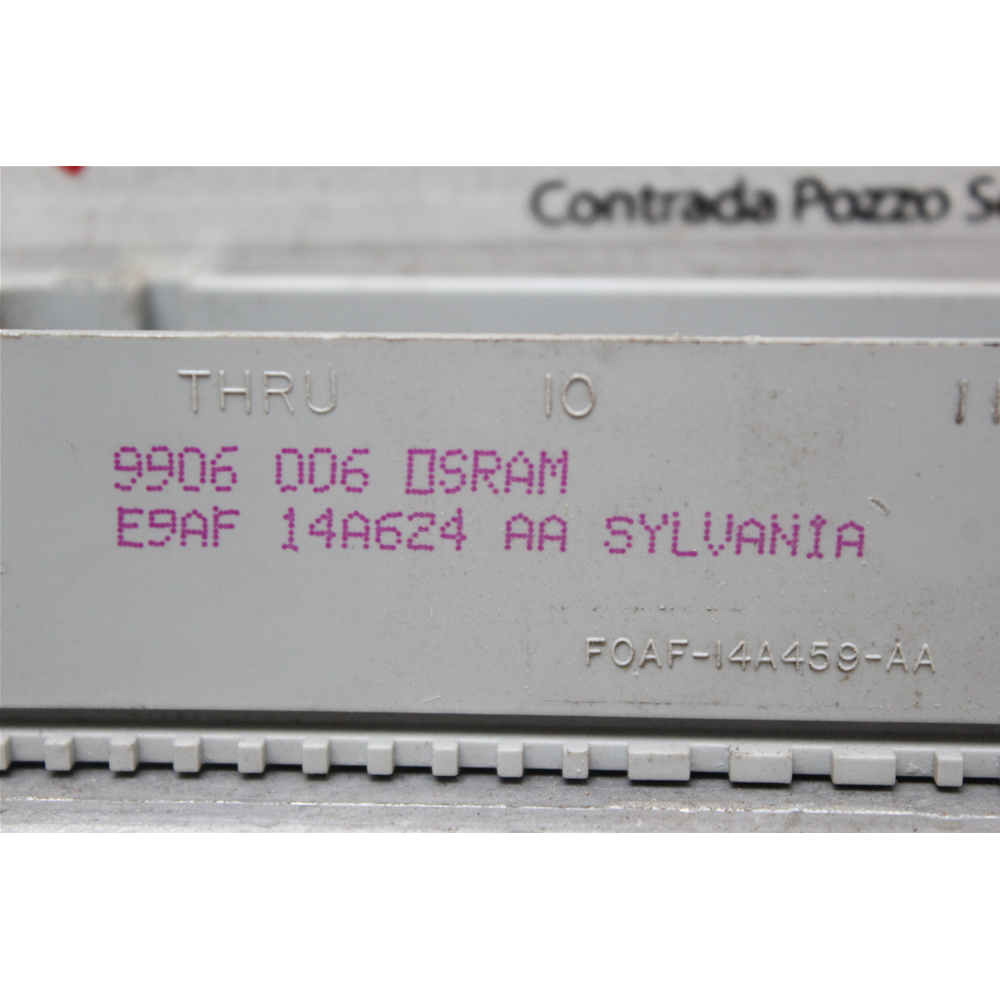 Contrada Pozzo
THRU 10
9906 006 OSRAM
E9AF 14A624 AA SYLVANIA
F0AF-14A459-AA